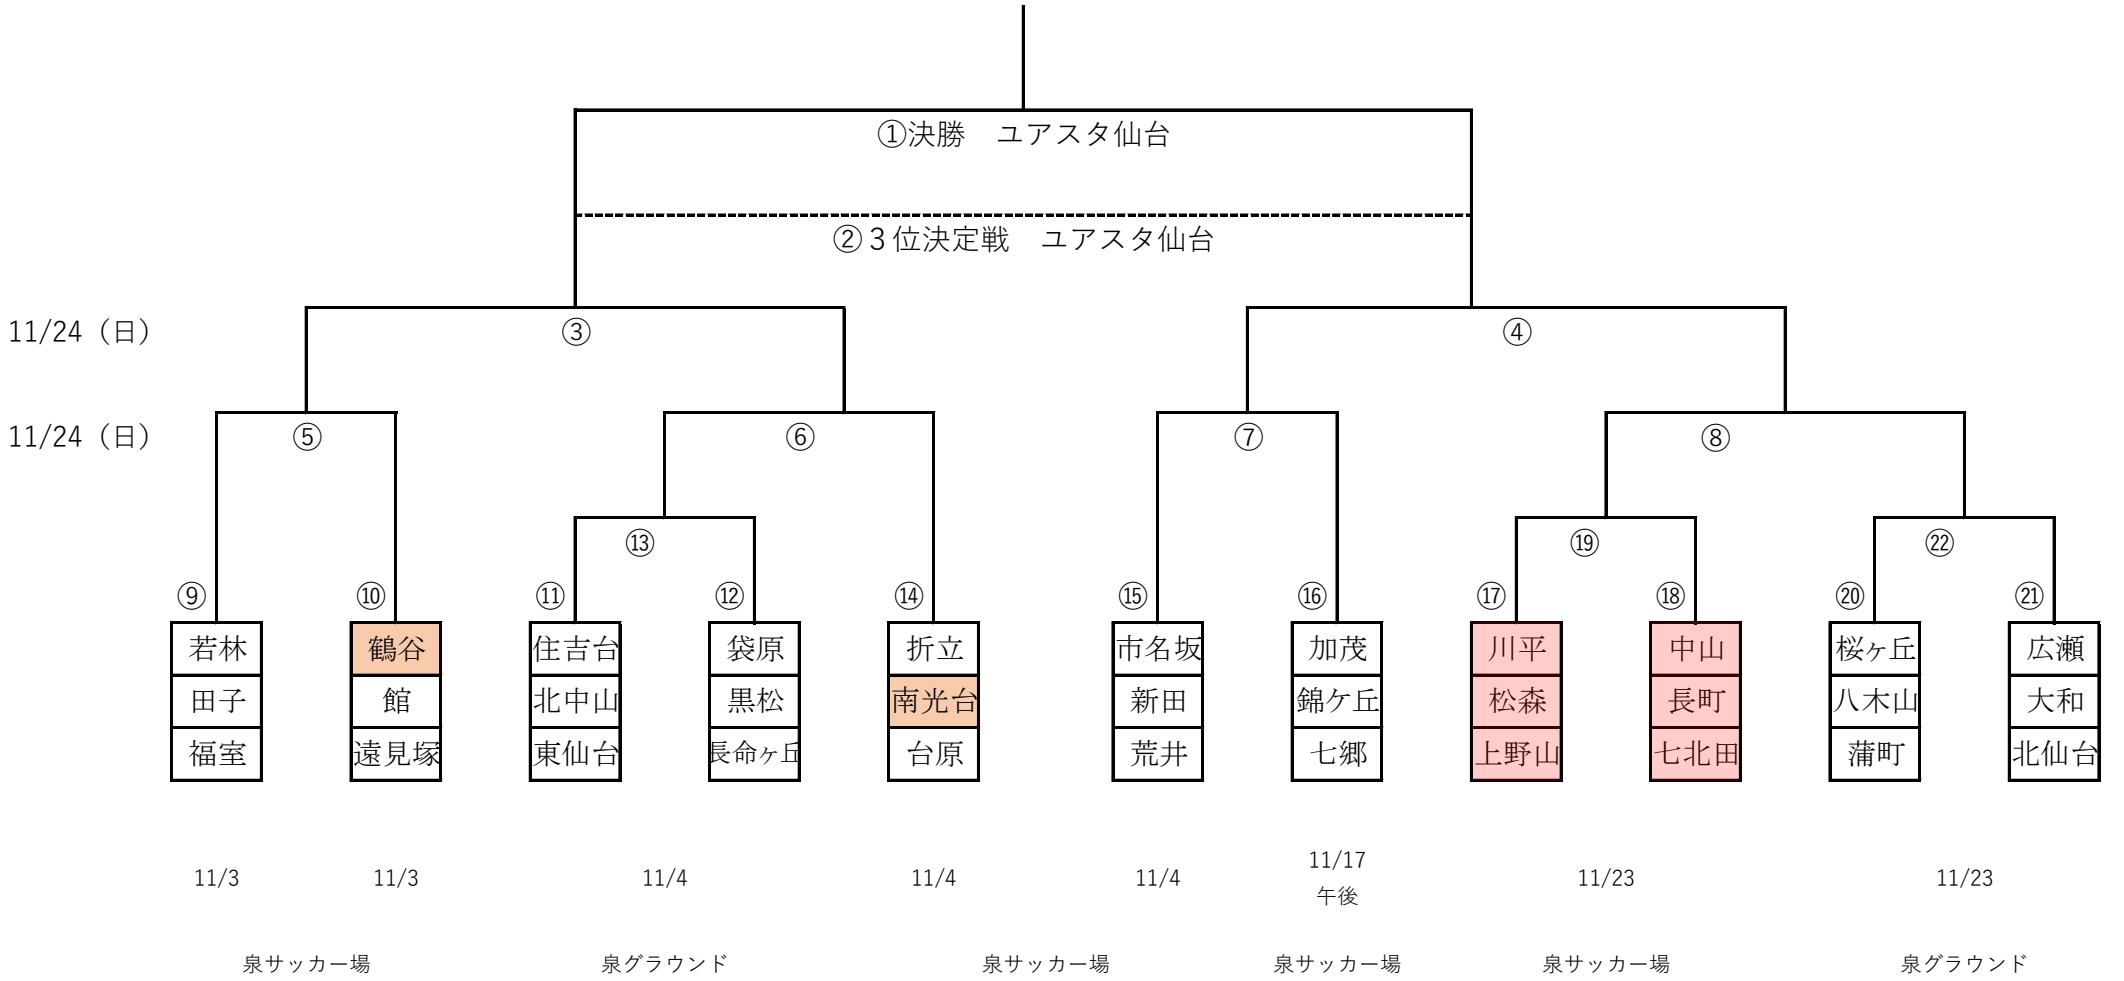 ①決勝　ユアスタ仙台
②３位決定戦　ユアスタ仙台
11/24（日） ③ ④
11/24（日） ⑤ ⑥ ⑦ ⑧
⑬ ⑲ ㉒
⑨ ⑩ ⑪ ⑫ ⑭ ⑮ ⑯ ⑰ ⑱ ⑳ ㉑
若林 鶴谷 住吉台 袋原 折立 市名坂 加茂 川平 中山 桜ヶ丘 広瀬
田子 館 北中山 黒松 南光台 新田 錦ケ丘 松森 長町 八木山 大和
福室 遠見塚 東仙台 長命ヶ丘 台原 荒井 七郷 上野山 七北田 蒲町 北仙台
11/3 11/3 11/4 11/4 11/4 11/17 11/23 11/23
午後
泉サッカー場 泉グラウンド 泉サッカー場 泉サッカー場 泉サッカー場 泉グラウンド